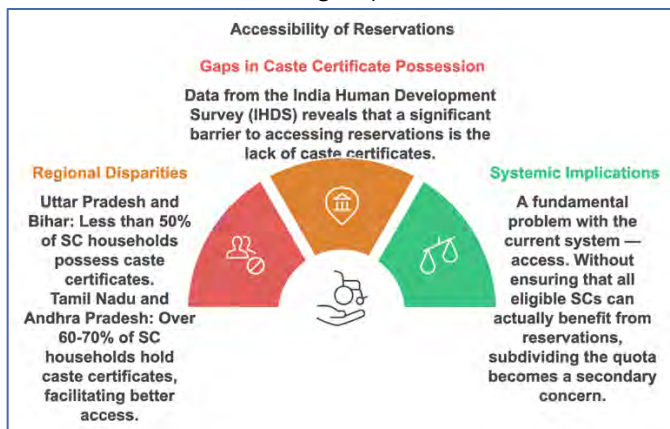 Accessibility of Reservations
Gaps in Caste Certificate Possession
Data from the India Human Development
Survey (IHDS) reveals that a significant
barrier to accessing reservations is the
lack of caste certificates.
Regional Disparities
Uttar Pradesh and
Bihar: Less than 50%
of SC households
possess caste
certificates.
Tamil Nadu and
Andhra Pradesh: Over
60-70% of SC
households hold
caste certificates,
facilitating better
access.
Systemic Implications
A fundamental
problem with the
current system —
access. Without
ensuring that all
eligible SCs can
actually benefit from
reservations,
subdividing the quota
becomes a secondary
concern.